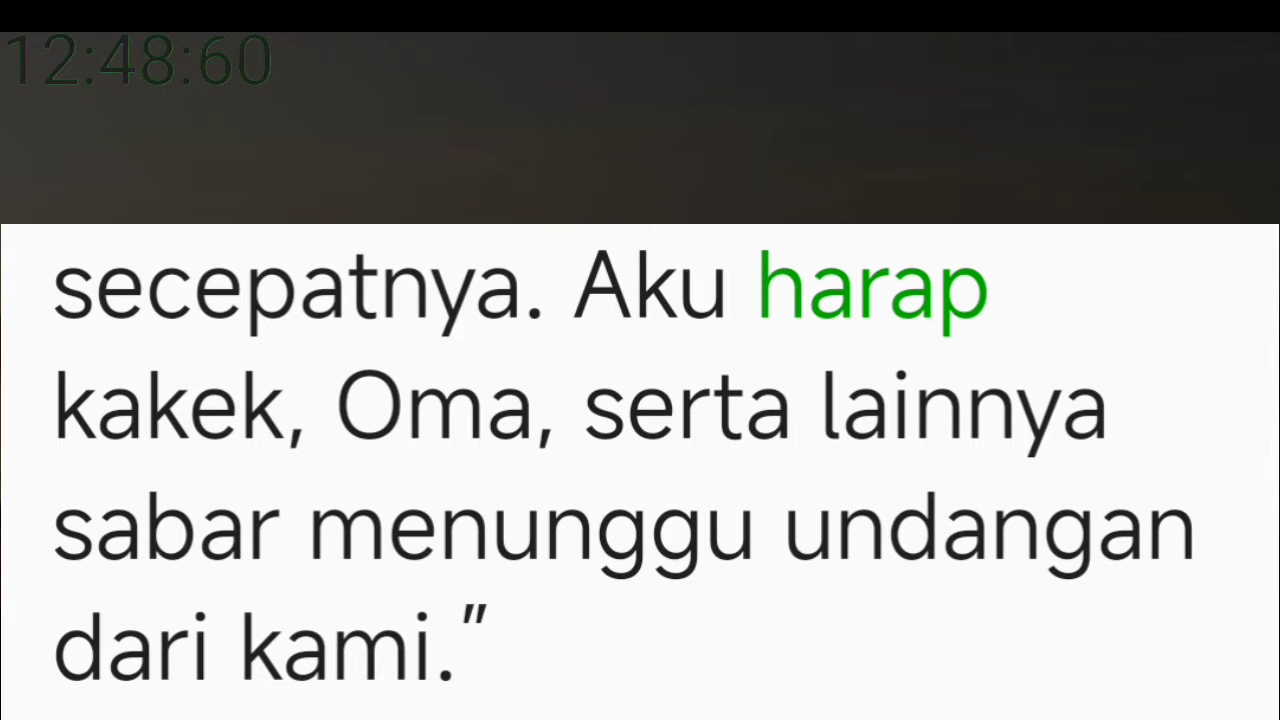 12:48:60
secepatnya. Aku harap
kakek, Oma, serta lainnya
sabar menunggu undangan
dari kami.”